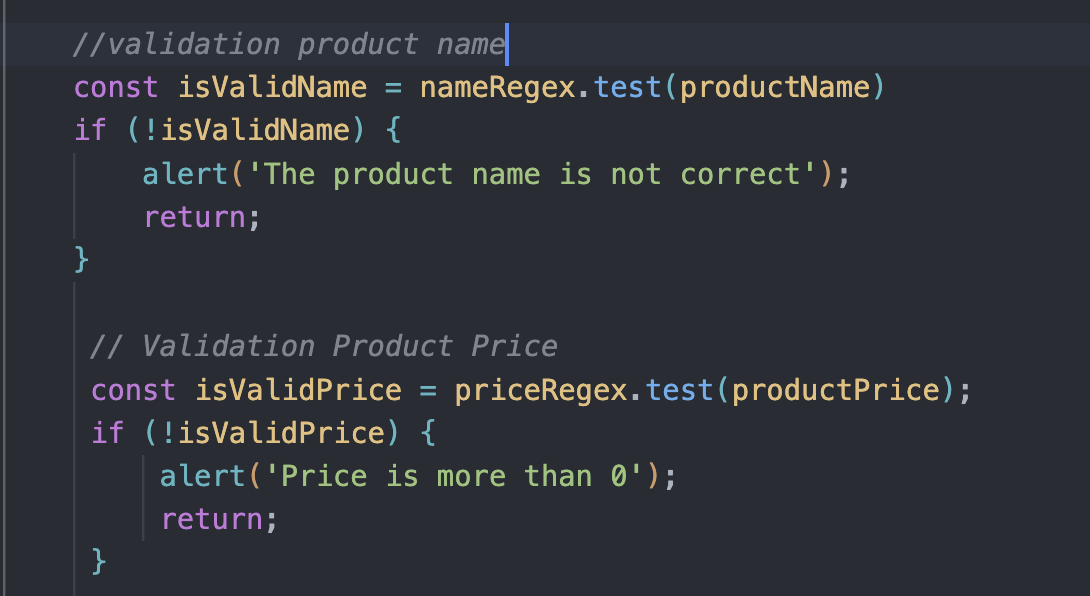 //validation product name
const isValidName = nameRegex.test(productName)
if (!isValidName) {
alert('The product name is not correct');
return;
}
// Validation Product Price
const isValidPrice = priceRegex.test(productPrice);
if (!isValidPrice) {
alert('Price is more than 0');
return;
}